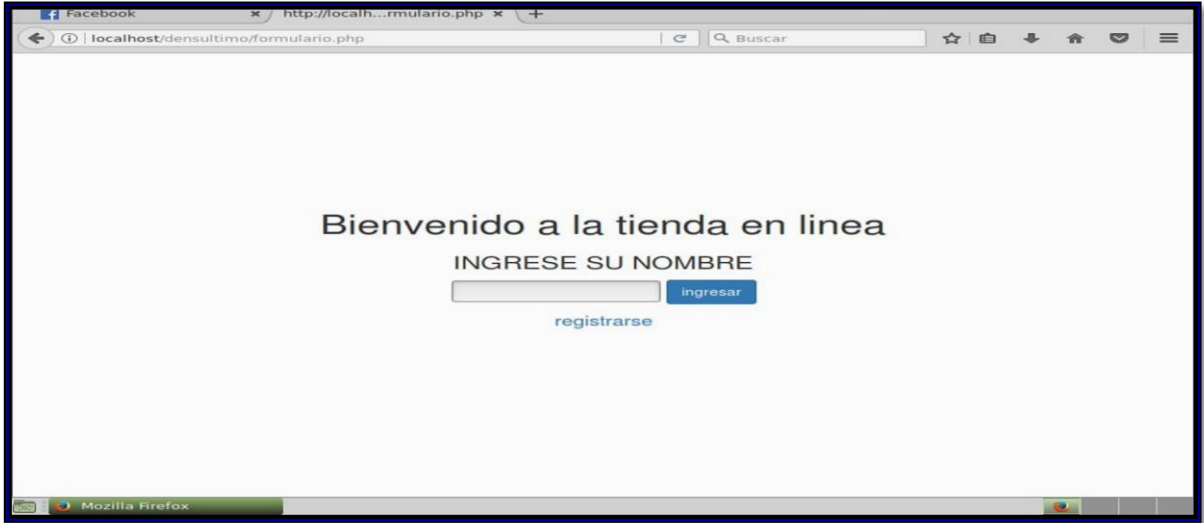 Facebook
http://localh...rmulario.php
localhost/densultimo/formulario.php
Buscar
Bienvenido a la tienda en linea
INGRESE SU NOMBRE
ingresar
registrarse
Mozilla Firefox